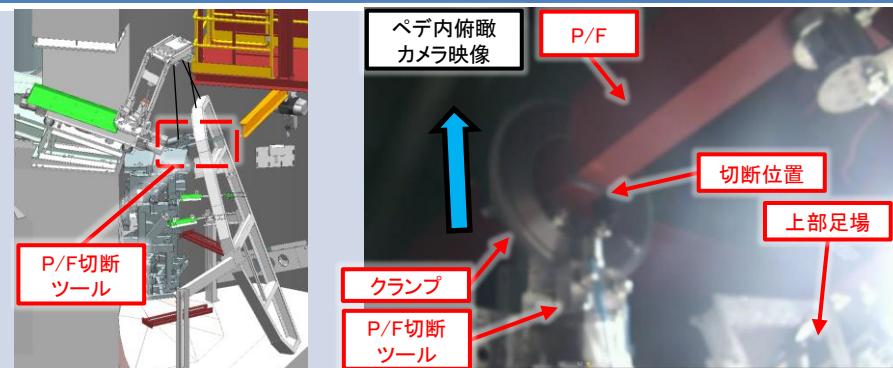 P/F切断
ツール
ペデ内俯瞰
カメラ映像
P/F
切断位置
上部足場
クランプ
P/F切断
ツール